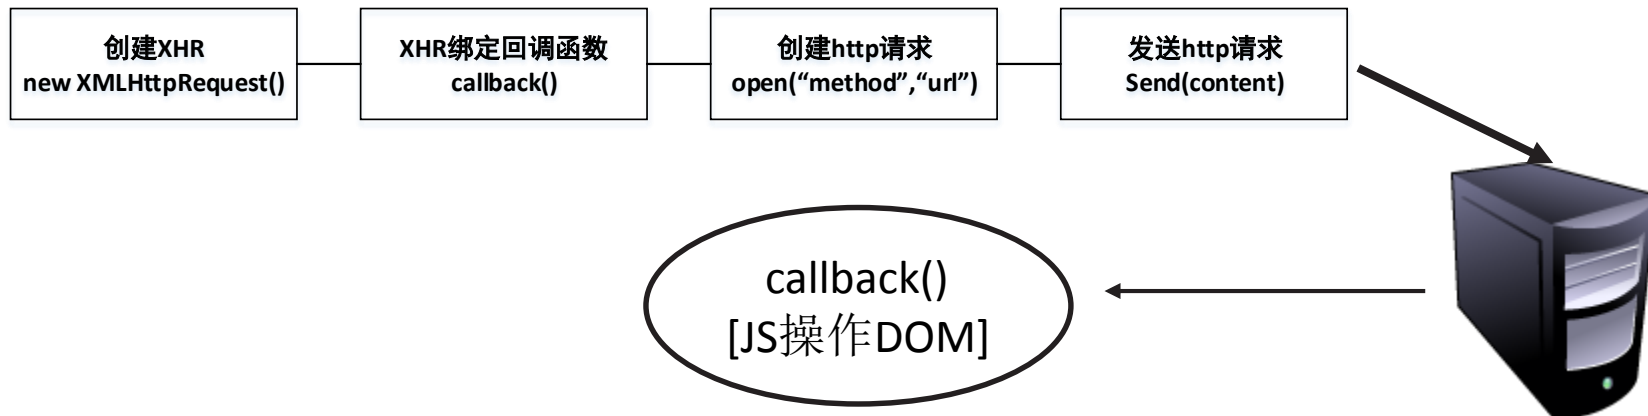 创建XHR
new XMLHttpRequest()
XHR绑定回调函数
callback()
创建http请求
open(“method”,“url”)
发送http请求
Send(content)
callback()
[JS操作DOM]